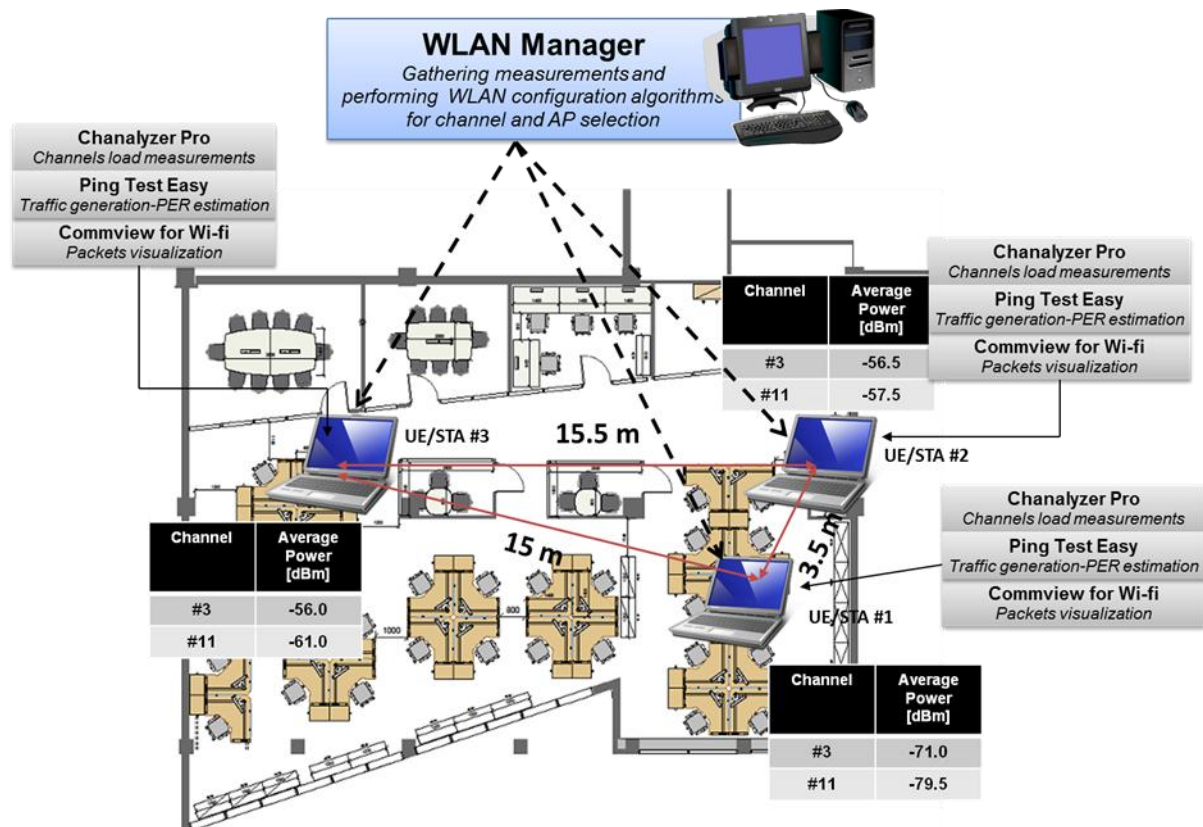 WLAN Manager
Gathering measurements and
performing WLAN configuration algorithms
for channel and AP selection
Chanalyzer Pro
Channels load measurements
Ping Test Easy
Traffic generation-PER estimation
Commview for Wi-fi
Packets visualization
Chanalyzer Pro
Channels load measurements
Ping Test Easy
Traffic generation-PER estimation
Commview for Wi-fi
Packets visualization
Channel Average
Power
[dBm]
#3 -56.5
#11 -57.5
UE/STA #3
15.5 m
UE/STA #2
Chanalyzer Pro
Channels load measurements
Ping Test Easy
Traffic generation-PER estimation
Commview for Wi-fi
Packets visualization
15 m
3.5 m
UE/STA #1
Channel Average
Power
[dBm]
#3 -56.0
#11 -61.0
1000
800
Channel Average
Power
[dBm]
#3 -71.0
#11 -79.5